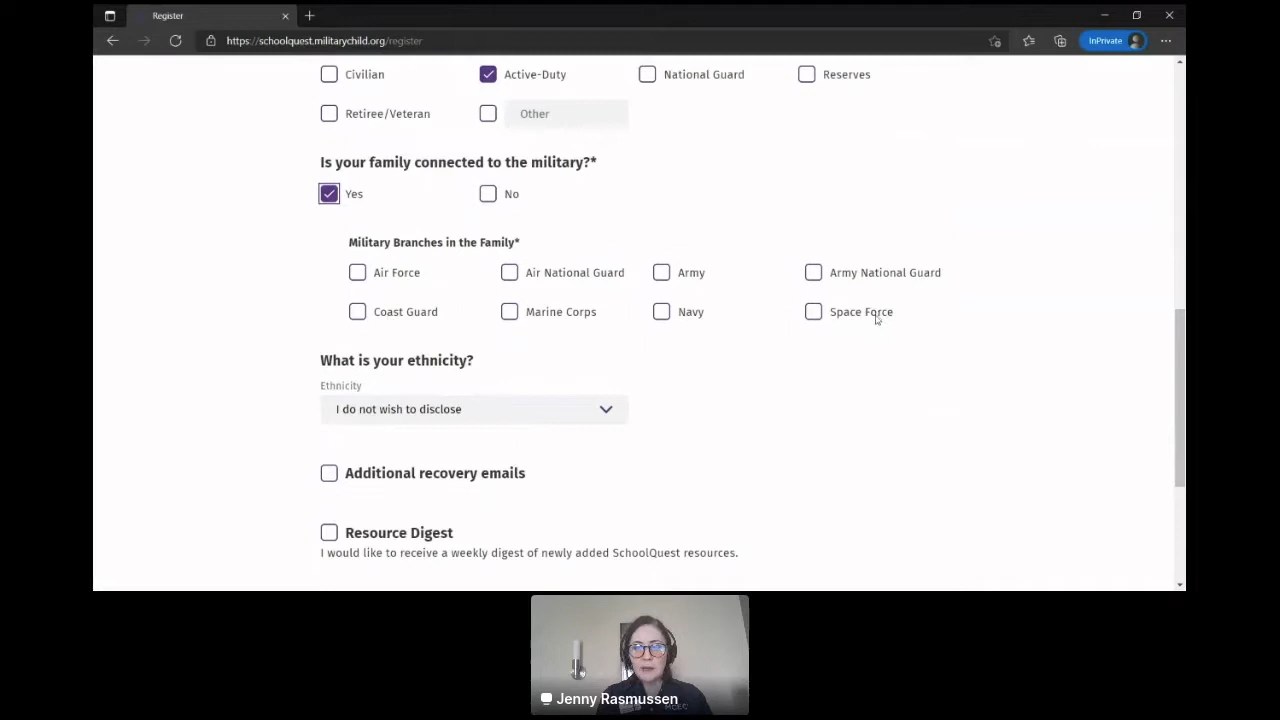 Register
https://schoolquest.militarychild.org/register
InPrivate
Civilian
Active-Duty
National Guard
Reserves
Retiree/Veteran
Other
Is your family connected to the military?*
Yes
No
Military Branches in the Family*
Air Force
Air National Guard
Army
Army National Guard
Coast Guard
Marine Corps
Navy
Space Force
What is your ethnicity?
Ethnicity
I do not wish to disclose
Additional recovery emails
Resource Digest
I would like to receive a weekly digest of newly added SchoolQuest resources.
Jenny Rasmussen